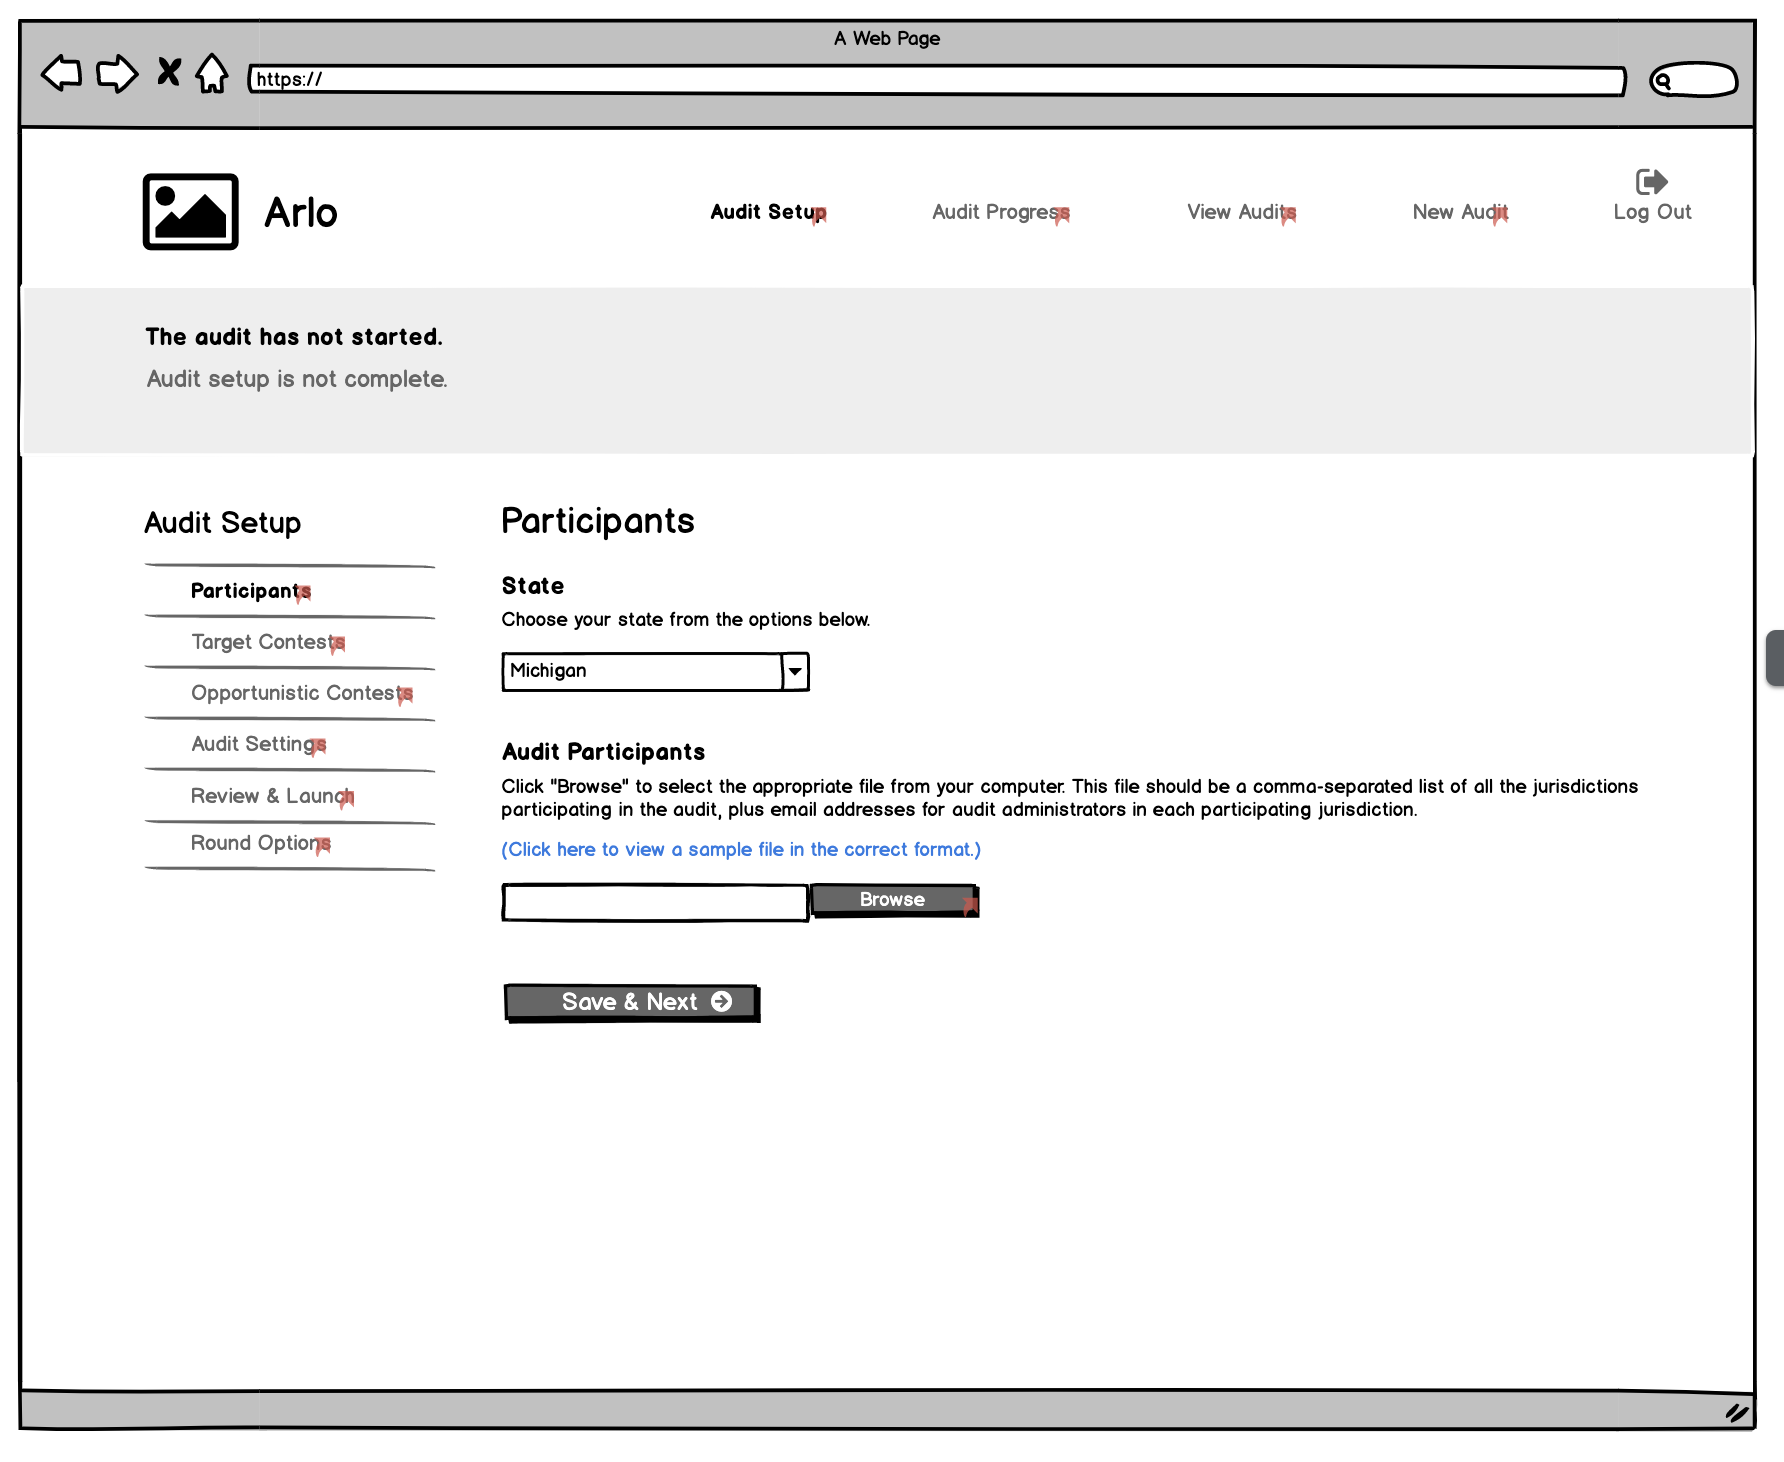 A Web Page
https://
Arlo
Audit Setup
Audit Progress
View Audits
New Audit
Log Out
The audit has not started.
Audit setup is not complete.
Audit Setup
Participants
Target Contests
Opportunistic Contests
Audit Settings
Review & Launch
Round Options
Participants
State
Choose your state from the options below.
Michigan
Audit Participants
Click "Browse" to select the appropriate file from your computer. This file should be a comma-separated list of all the jurisdictions
participating in the audit, plus email addresses for audit administrators in each participating jurisdiction.
(Click here to view a sample file in the correct format.)
Browse
Save & Next